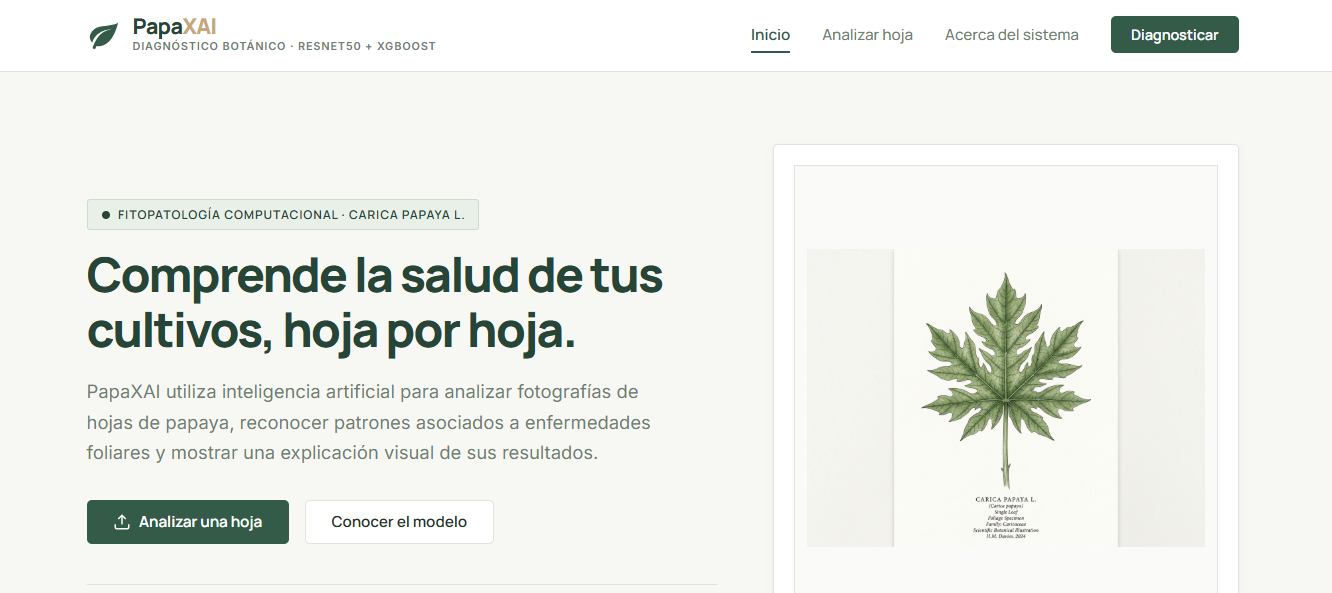 PapaXAI
DIAGNÓSTICO BOTÁNICO · RESNET50 + XGBOOST
Inicio
Analizar hoja
Acerca del sistema
Diagnosticar
FITOPATOLOGÍA COMPUTACIONAL · CARICA PAPAYA L.
Comprende la salud de tus
cultivos, hoja por hoja.
PapaXAI utiliza inteligencia artificial para analizar fotografías de
hojas de papaya, reconocer patrones asociados a enfermedades
foliares y mostrar una explicación visual de sus resultados.
Analizar una hoja
Conocer el modelo
CARICA PAPAYA L.
(Carica papaya)
Single Leaf
Foliage Specimen
Family: Caricaceae
Scientific Botanical Illustration
Davies. 2024